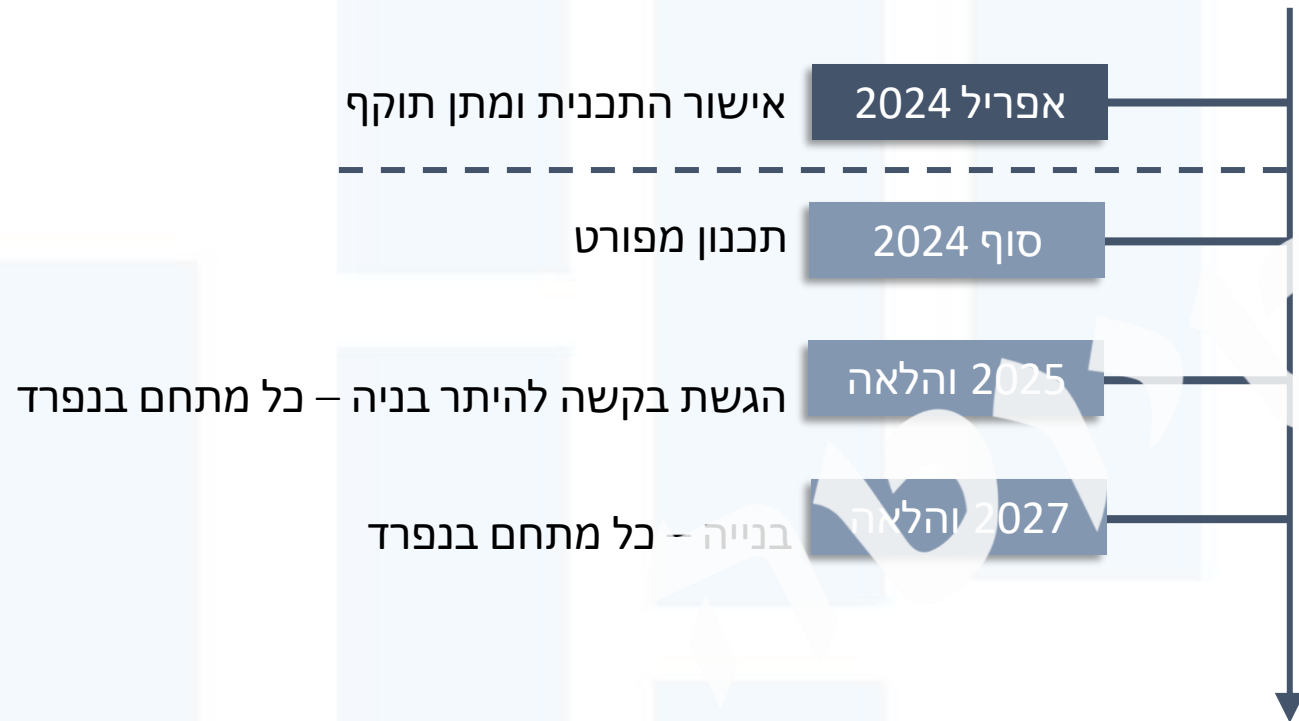 אפריל 2024 אישור התכנית ומתן תוקף
סוף 2024 תכנון מפורט
2025 והלאה הגשת בקשה להיתר בניה – כל מתחם בנפרד
2027 והלאה בנייה – כל מתחם בנפרד